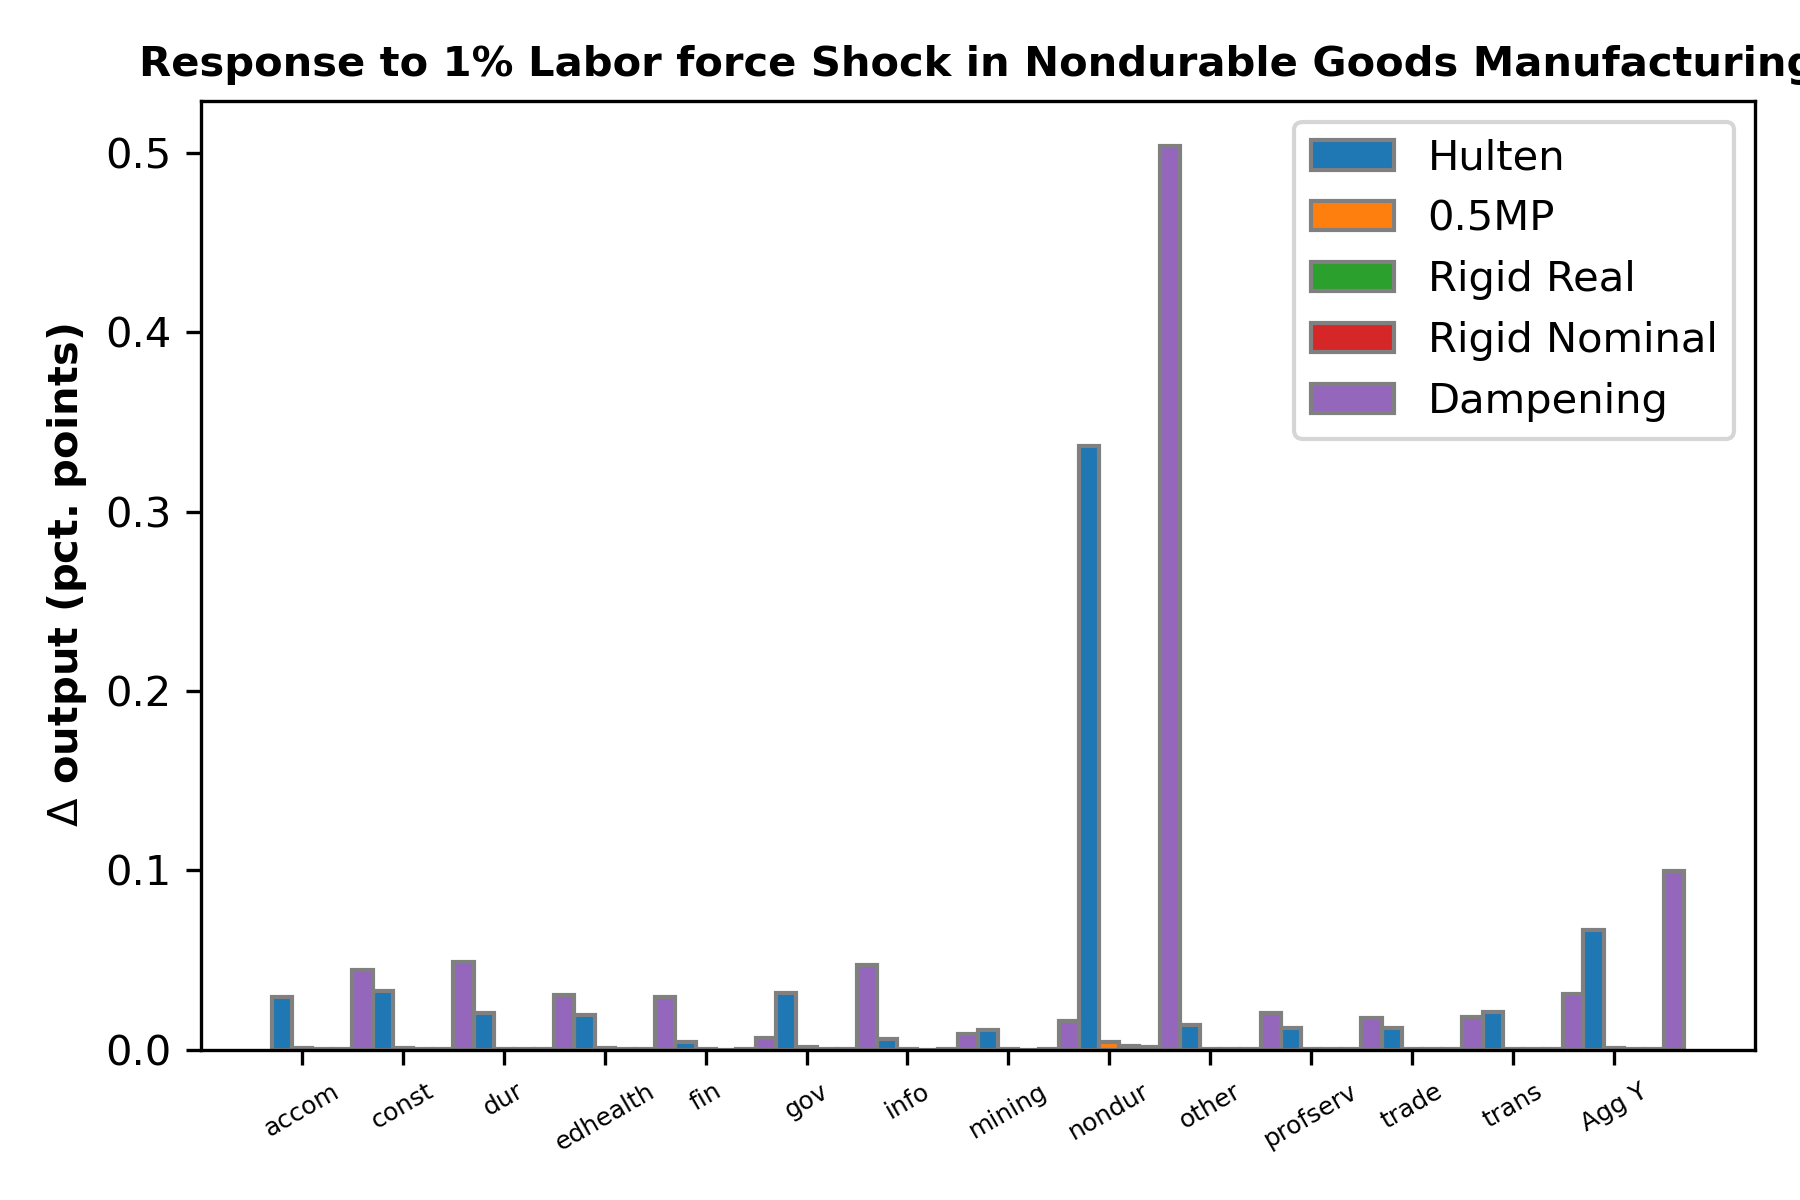 Response to 1% Labor force Shock in Nondurable Goods Manufacturing
Δ output (pct. points)
0.5
0.4
0.3
0.2
0.1
0.0
Hulten
0.5MP
Rigid Real
Rigid Nominal
Dampening
accom
const
dur
edhealth
fin
gov
info
mining
nondur
other
profserv
trade
trans
Agg Y